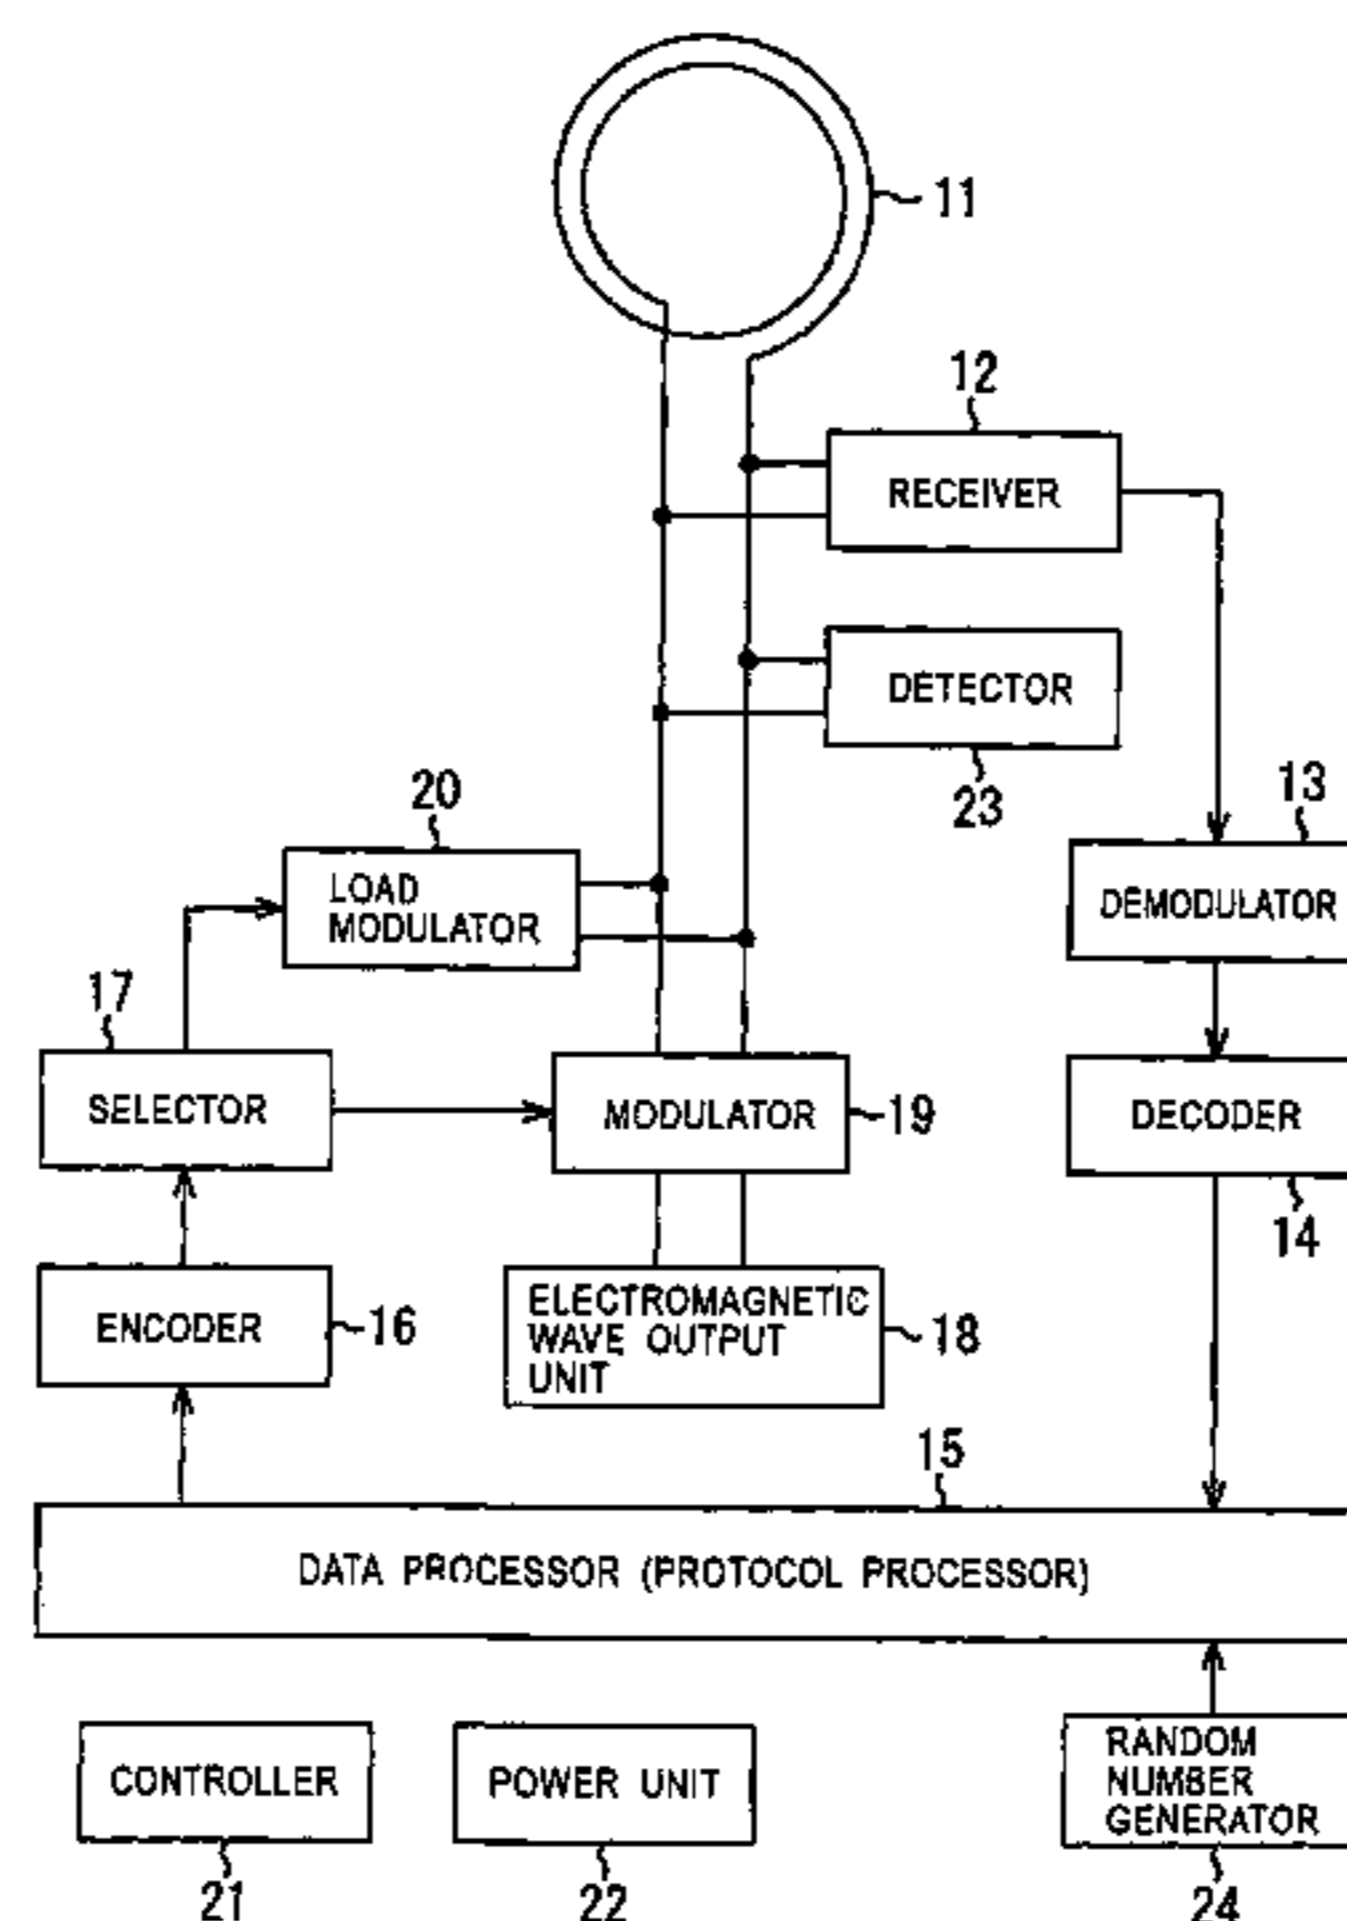 11
12
RECEIVER
DETECTOR
23
20
13
LOAD
MODULATOR
DEMODULATOR
17
SELECTOR
MODULATOR
19
DECODER
14
ENCODER
16
ELECTROMAGNETIC
WAVE OUTPUT
UNIT
18
15
DATA PROCESSOR (PROTOCOL PROCESSOR)
CONTROLLER
POWER UNIT
RANDOM
NUMBER
GENERATOR
21
22
24